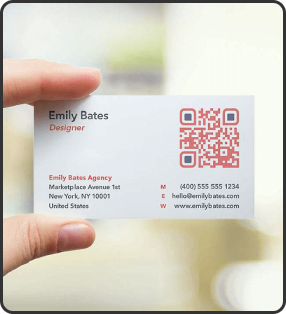 Emily Bates
Designer
Emily Bates Agency
Marketplace Avenue 1st
New York, NY 10001
United States
M (400) 555 555 1234
E hello@emilybates.com
W www.emilybates.com